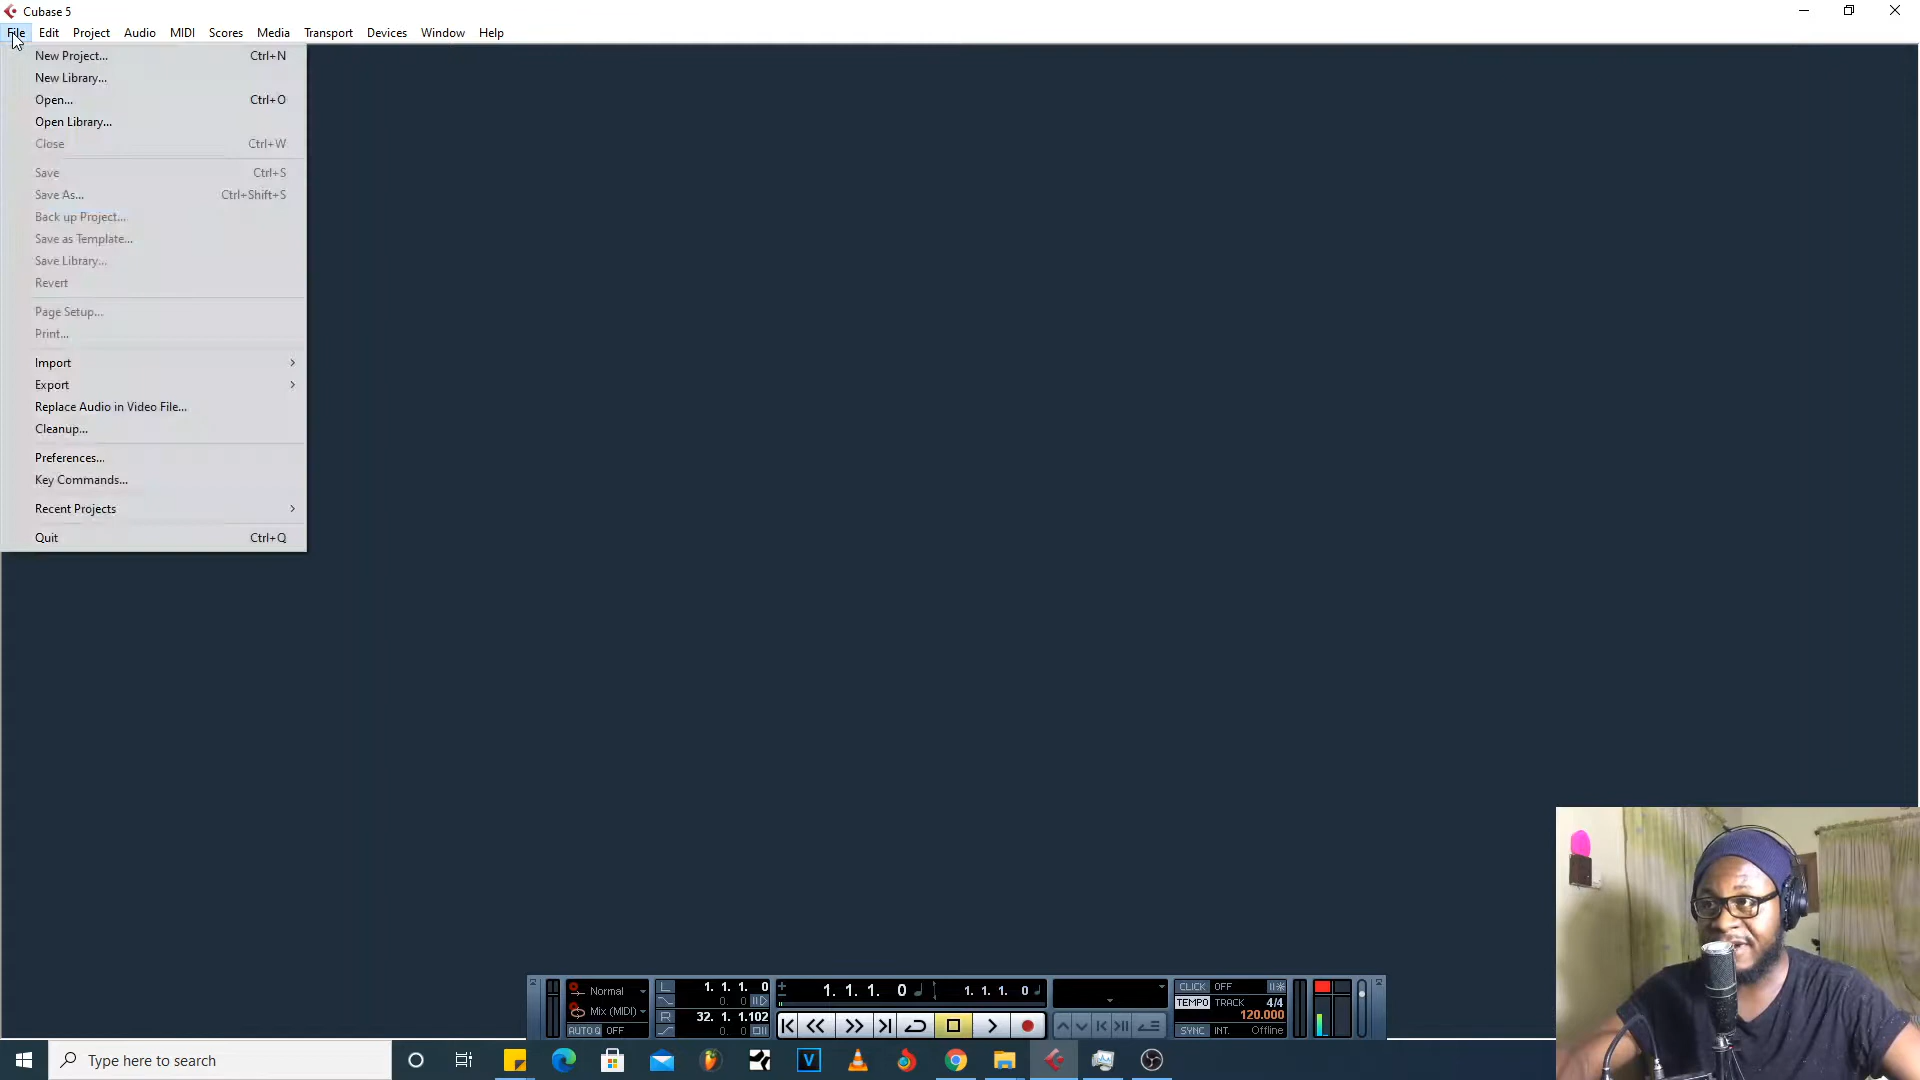 Cubase 5
File Edit Project Audio MIDI Scores Media Transport Devices Window Help
New Project... Ctrl+N
New Library...
Open... Ctrl+O
Open Library...
Close Ctrl+W
Save Ctrl+S
Save As... Ctrl+Shift+S
Back up Project...
Save as Template...
Save Library...
Revert
Page Setup...
Print...
Import
Export
Replace Audio in Video File...
Cleanup...
Preferences...
Key Commands...
Recent Projects
Quit Ctrl+Q
Normal
Mix (MIDI)
AUTO Q OFF
L 1. 1. 1. 0
0. 0
R 32. 1. 1.102
0. 0
1. 1. 1. 0 1. 1. 1. 0
CLICK OFF
TEMPO TRACK 4/4
120.000
SYNC INT. Offline
Type here to search